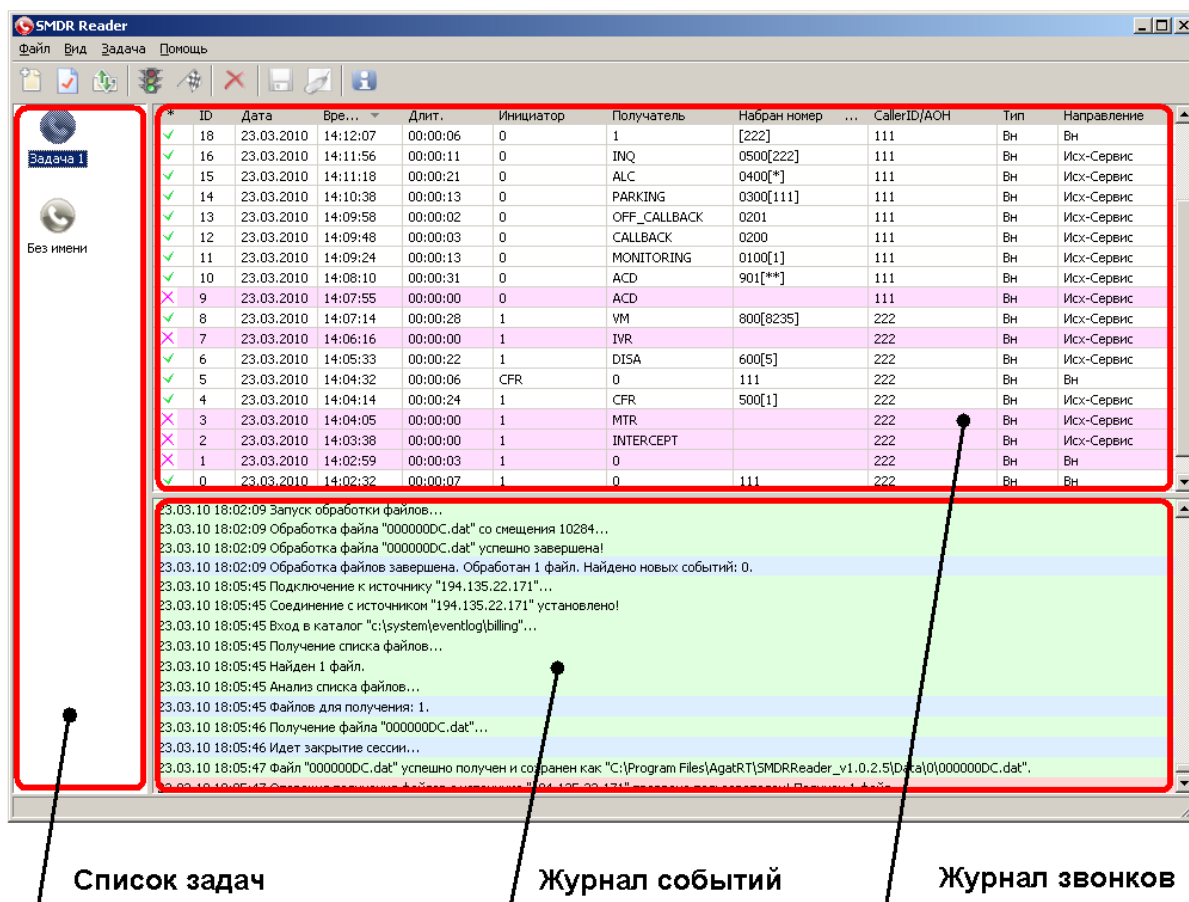 SMDR Reader
Файл Вид Задача Помощь
Задача 1
Без имени
* ID Дата Вре... Длит. Инициатор Получатель Набран номер ... CallerID/АОН Тип Направление
18 23.03.2010 14:12:07 00:00:06 0 1 [222] 111 Вн Вн
16 23.03.2010 14:11:56 00:00:11 0 INQ 0500[222] 111 Вн Исх-Сервис
15 23.03.2010 14:11:18 00:00:21 0 ALC 0400[*] 111 Вн Исх-Сервис
14 23.03.2010 14:10:38 00:00:13 0 PARKING 0300[111] 111 Вн Исх-Сервис
13 23.03.2010 14:09:58 00:00:02 0 OFF_CALLBACK 0201 111 Вн Исх-Сервис
12 23.03.2010 14:09:48 00:00:03 0 CALLBACK 0200 111 Вн Исх-Сервис
11 23.03.2010 14:09:24 00:00:13 0 MONITORING 0100[1] 111 Вн Исх-Сервис
10 23.03.2010 14:08:10 00:00:31 0 ACD 901[**] 111 Вн Исх-Сервис
9 23.03.2010 14:07:55 00:00:00 0 ACD 111 Вн Исх-Сервис
8 23.03.2010 14:07:14 00:00:28 1 VM 800[8235] 222 Вн Исх-Сервис
7 23.03.2010 14:06:16 00:00:00 1 IVR 222 Вн Исх-Сервис
6 23.03.2010 14:05:33 00:00:22 1 DISA 600[5] 222 Вн Исх-Сервис
5 23.03.2010 14:04:32 00:00:06 CFR 0 111 222 Вн Вн
4 23.03.2010 14:04:14 00:00:24 1 CFR 500[1] 222 Вн Исх-Сервис
3 23.03.2010 14:04:05 00:00:00 1 MTR 222 Вн Исх-Сервис
2 23.03.2010 14:03:38 00:00:00 1 INTERCEPT 222 Вн Исх-Сервис
1 23.03.2010 14:02:59 00:00:03 1 0 222 Вн Вн
0 23.03.2010 14:02:32 00:00:07 1 0 111 222 Вн Вн
23.03.10 18:02:09 Запуск обработки файлов...
23.03.10 18:02:09 Обработка файла "000000DC.dat" со смещения 10284...
23.03.10 18:02:09 Обработка файла "000000DC.dat" успешно завершена!
23.03.10 18:02:09 Обработка файлов завершена. Обработан 1 файл. Найдено новых событий: 0.
23.03.10 18:05:45 Подключение к источнику "194.135.22.171"...
23.03.10 18:05:45 Соединение с источником "194.135.22.171" установлено!
23.03.10 18:05:45 Вход в каталог "c:\system\eventlog\billing"...
23.03.10 18:05:45 Получение списка файлов...
23.03.10 18:05:45 Найден 1 файл.
23.03.10 18:05:45 Анализ списка файлов...
23.03.10 18:05:45 Файлов для получения: 1.
23.03.10 18:05:46 Получение файла "000000DC.dat"...
23.03.10 18:05:46 Идет закрытие сессии...
23.03.10 18:05:47 Файл "000000DC.dat" успешно получен и сохранен как "C:\Program Files\AgatRT\SMDRReader_v1.0.2.5\Data\0\000000DC.dat".
Список задач
Журнал событий
Журнал звонков